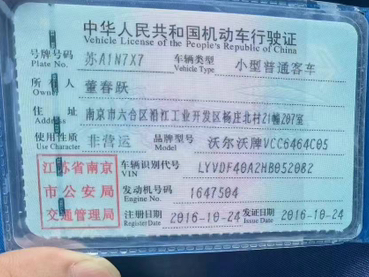 中华人民共和国机动车行驶证
Vehicle License of the People's Republic of China
号牌号码 苏A1N7X7 车辆类型 小型普通客车
Plate No. Vehicle Type
所有人 董春跃
Owner
住址 南京市六合区沿江工业开发区杨庄北村21幢207室
Address
使用性质 非营运 品牌型号 沃尔沃牌VCC6464C05
Use Character Model
江苏省南京
市公安局
交通管理局
车辆识别代号 LYVDF40A2HB052082
VIN
发动机号码 1647504
Engine No.
注册日期 2016-10-24 发证日期 2016-10-24
Register Date Issue Date